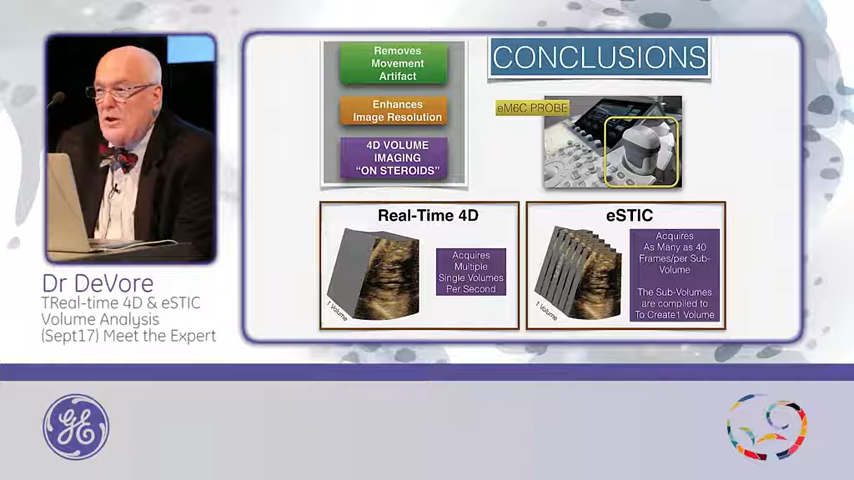 Removes
Movement
Artifact
CONCLUSIONS
Enhances
Image Resolution
eM6C PROBE
4D VOLUME
IMAGING
"ON STEROIDS"
Real-Time 4D
Acquires
Multiple
Single Volumes
Per Second
1 Volume
eSTIC
Acquires
As Many as 40
Frames/per Sub-
Volume
The Sub-Volumes
are compiled to
To Create1 Volume
1 Volume
Dr DeVore
TReal-time 4D & eSTIC
Volume Analysis
(Sept17) Meet the Expert
GE